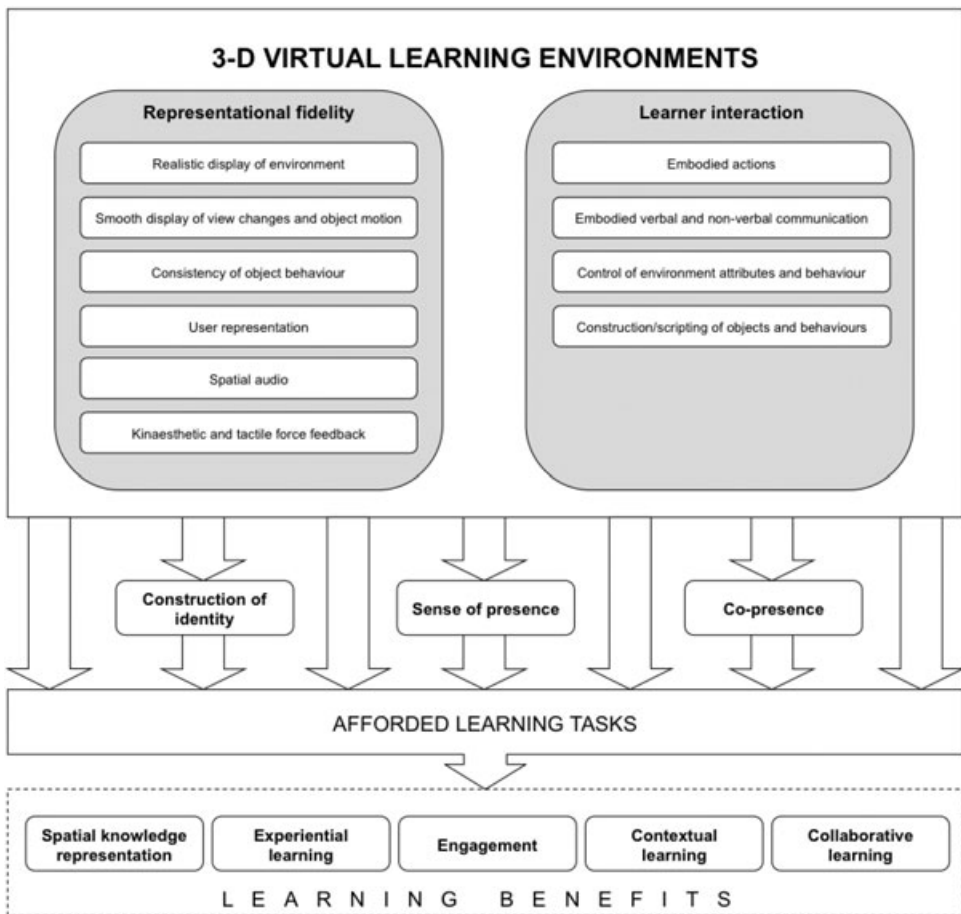 3-D VIRTUAL LEARNING ENVIRONMENTS
Representational fidelity
Realistic display of environment
Smooth display of view changes and object motion
Consistency of object behaviour
User representation
Spatial audio
Kinaesthetic and tactile force feedback
Learner interaction
Embodied actions
Embodied verbal and non-verbal communication
Control of environment attributes and behaviour
Construction/scripting of objects and behaviours
Construction of
identity
Sense of presence
Co-presence
AFFORDED LEARNING TASKS
Spatial knowledge
representation
Experiential
learning
Engagement
Contextual
learning
Collaborative
learning
LEARNING BENEFITS